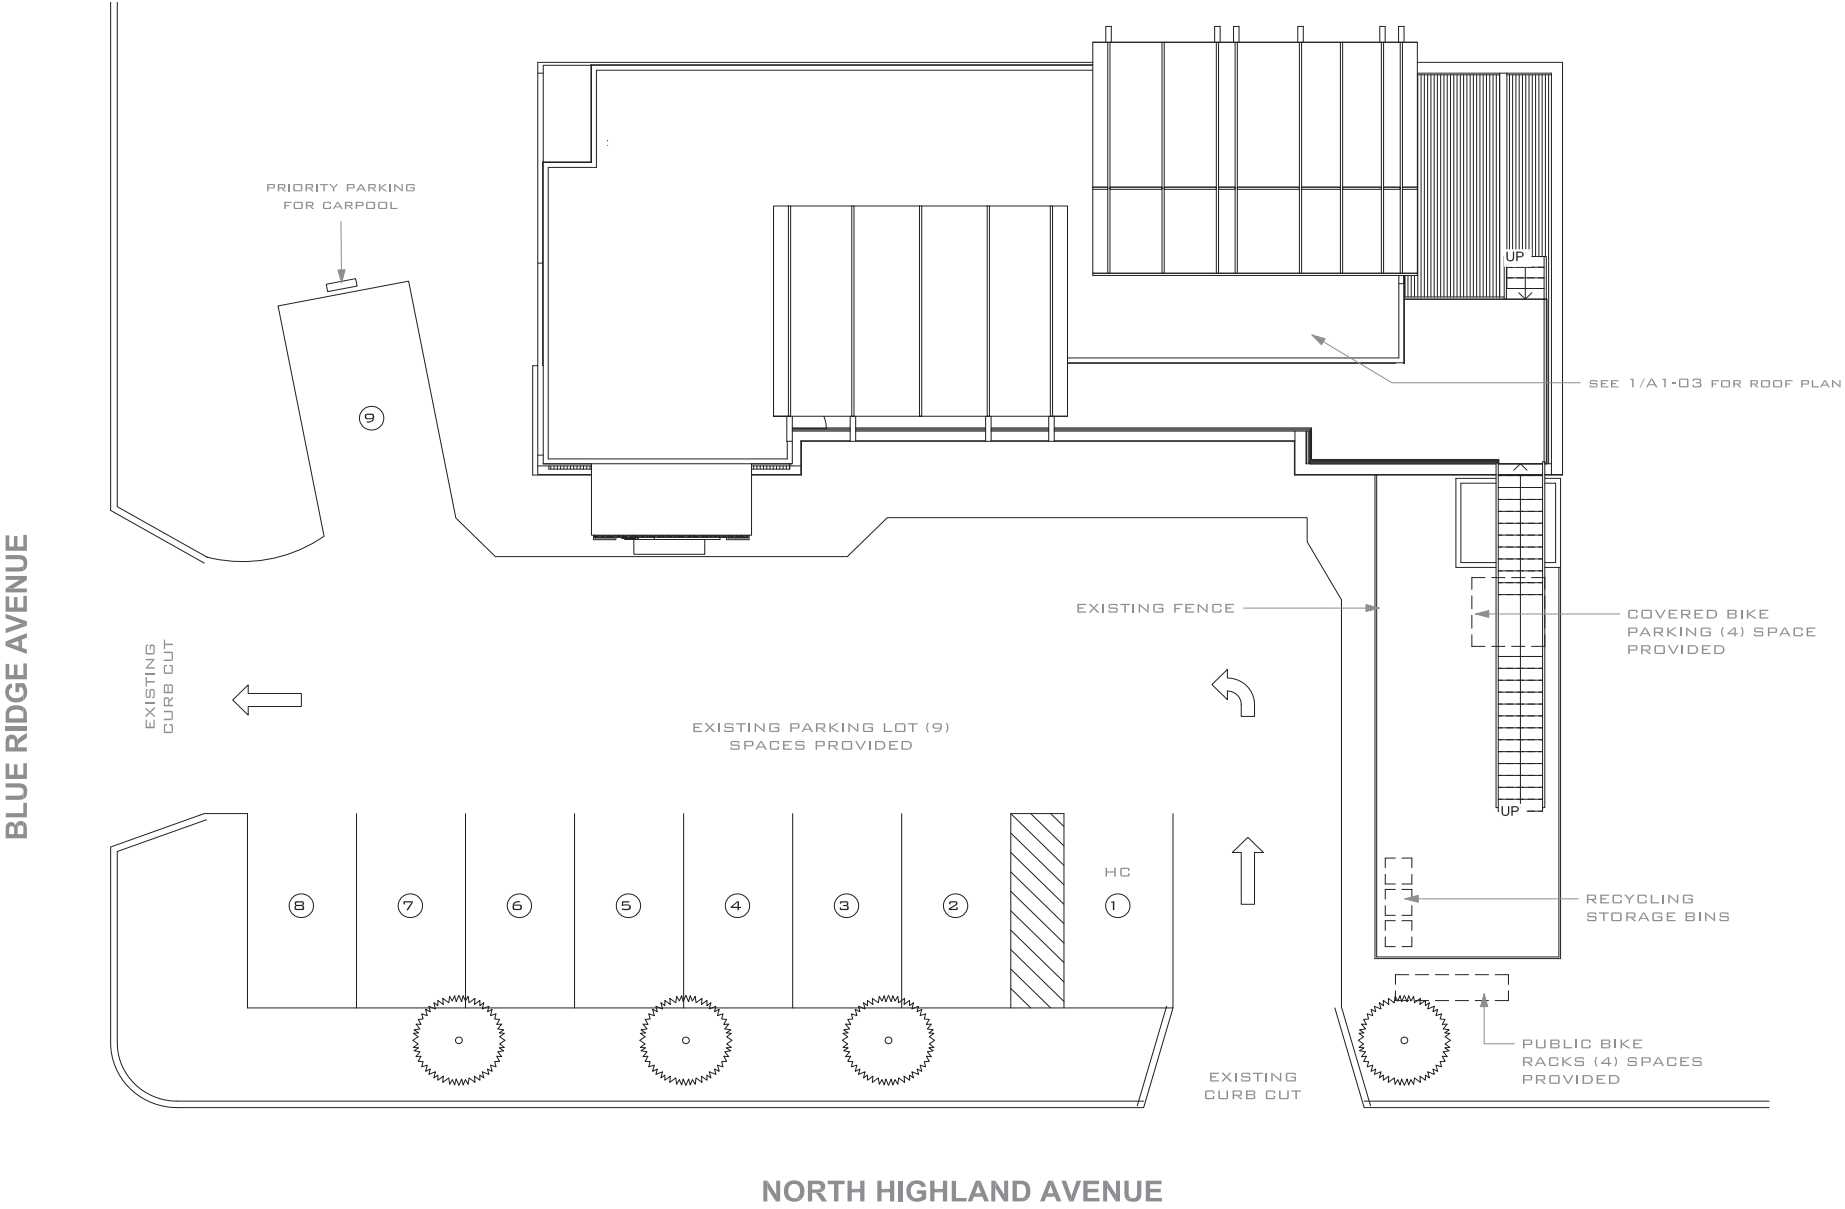 PRIORITY PARKING
FOR CARPOOL
UP
SEE 1/A1-03 FOR ROOF PLAN
9
EXISTING FENCE
COVERED BIKE
PARKING (4) SPACE
PROVIDED
BLUE RIDGE AVENUE
EXISTING
CURB CUT
EXISTING PARKING LOT (9)
SPACES PROVIDED
UP
HC
8
7
6
5
4
3
2
1
RECYCLING
STORAGE BINS
PUBLIC BIKE
RACKS (4) SPACES
PROVIDED
EXISTING
CURB CUT
NORTH HIGHLAND AVENUE